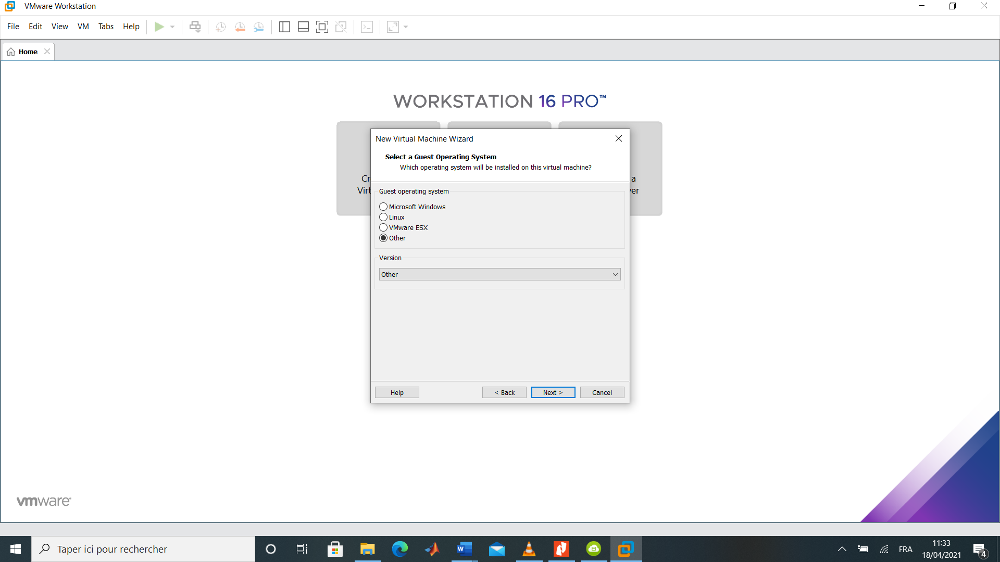 VMware Workstation
File Edit View VM Tabs Help
Home
WORKSTATION 16 PRO™
New Virtual Machine Wizard
Select a Guest Operating System
Which operating system will be installed on this virtual machine?
Cr
a
Virt
ver
Guest operating system
Microsoft Windows
Linux
VMware ESX
Other
Version
Other
Help
< Back
Next >
Cancel
vmware
Taper ici pour rechercher
FRA
11:33
18/04/2021
4